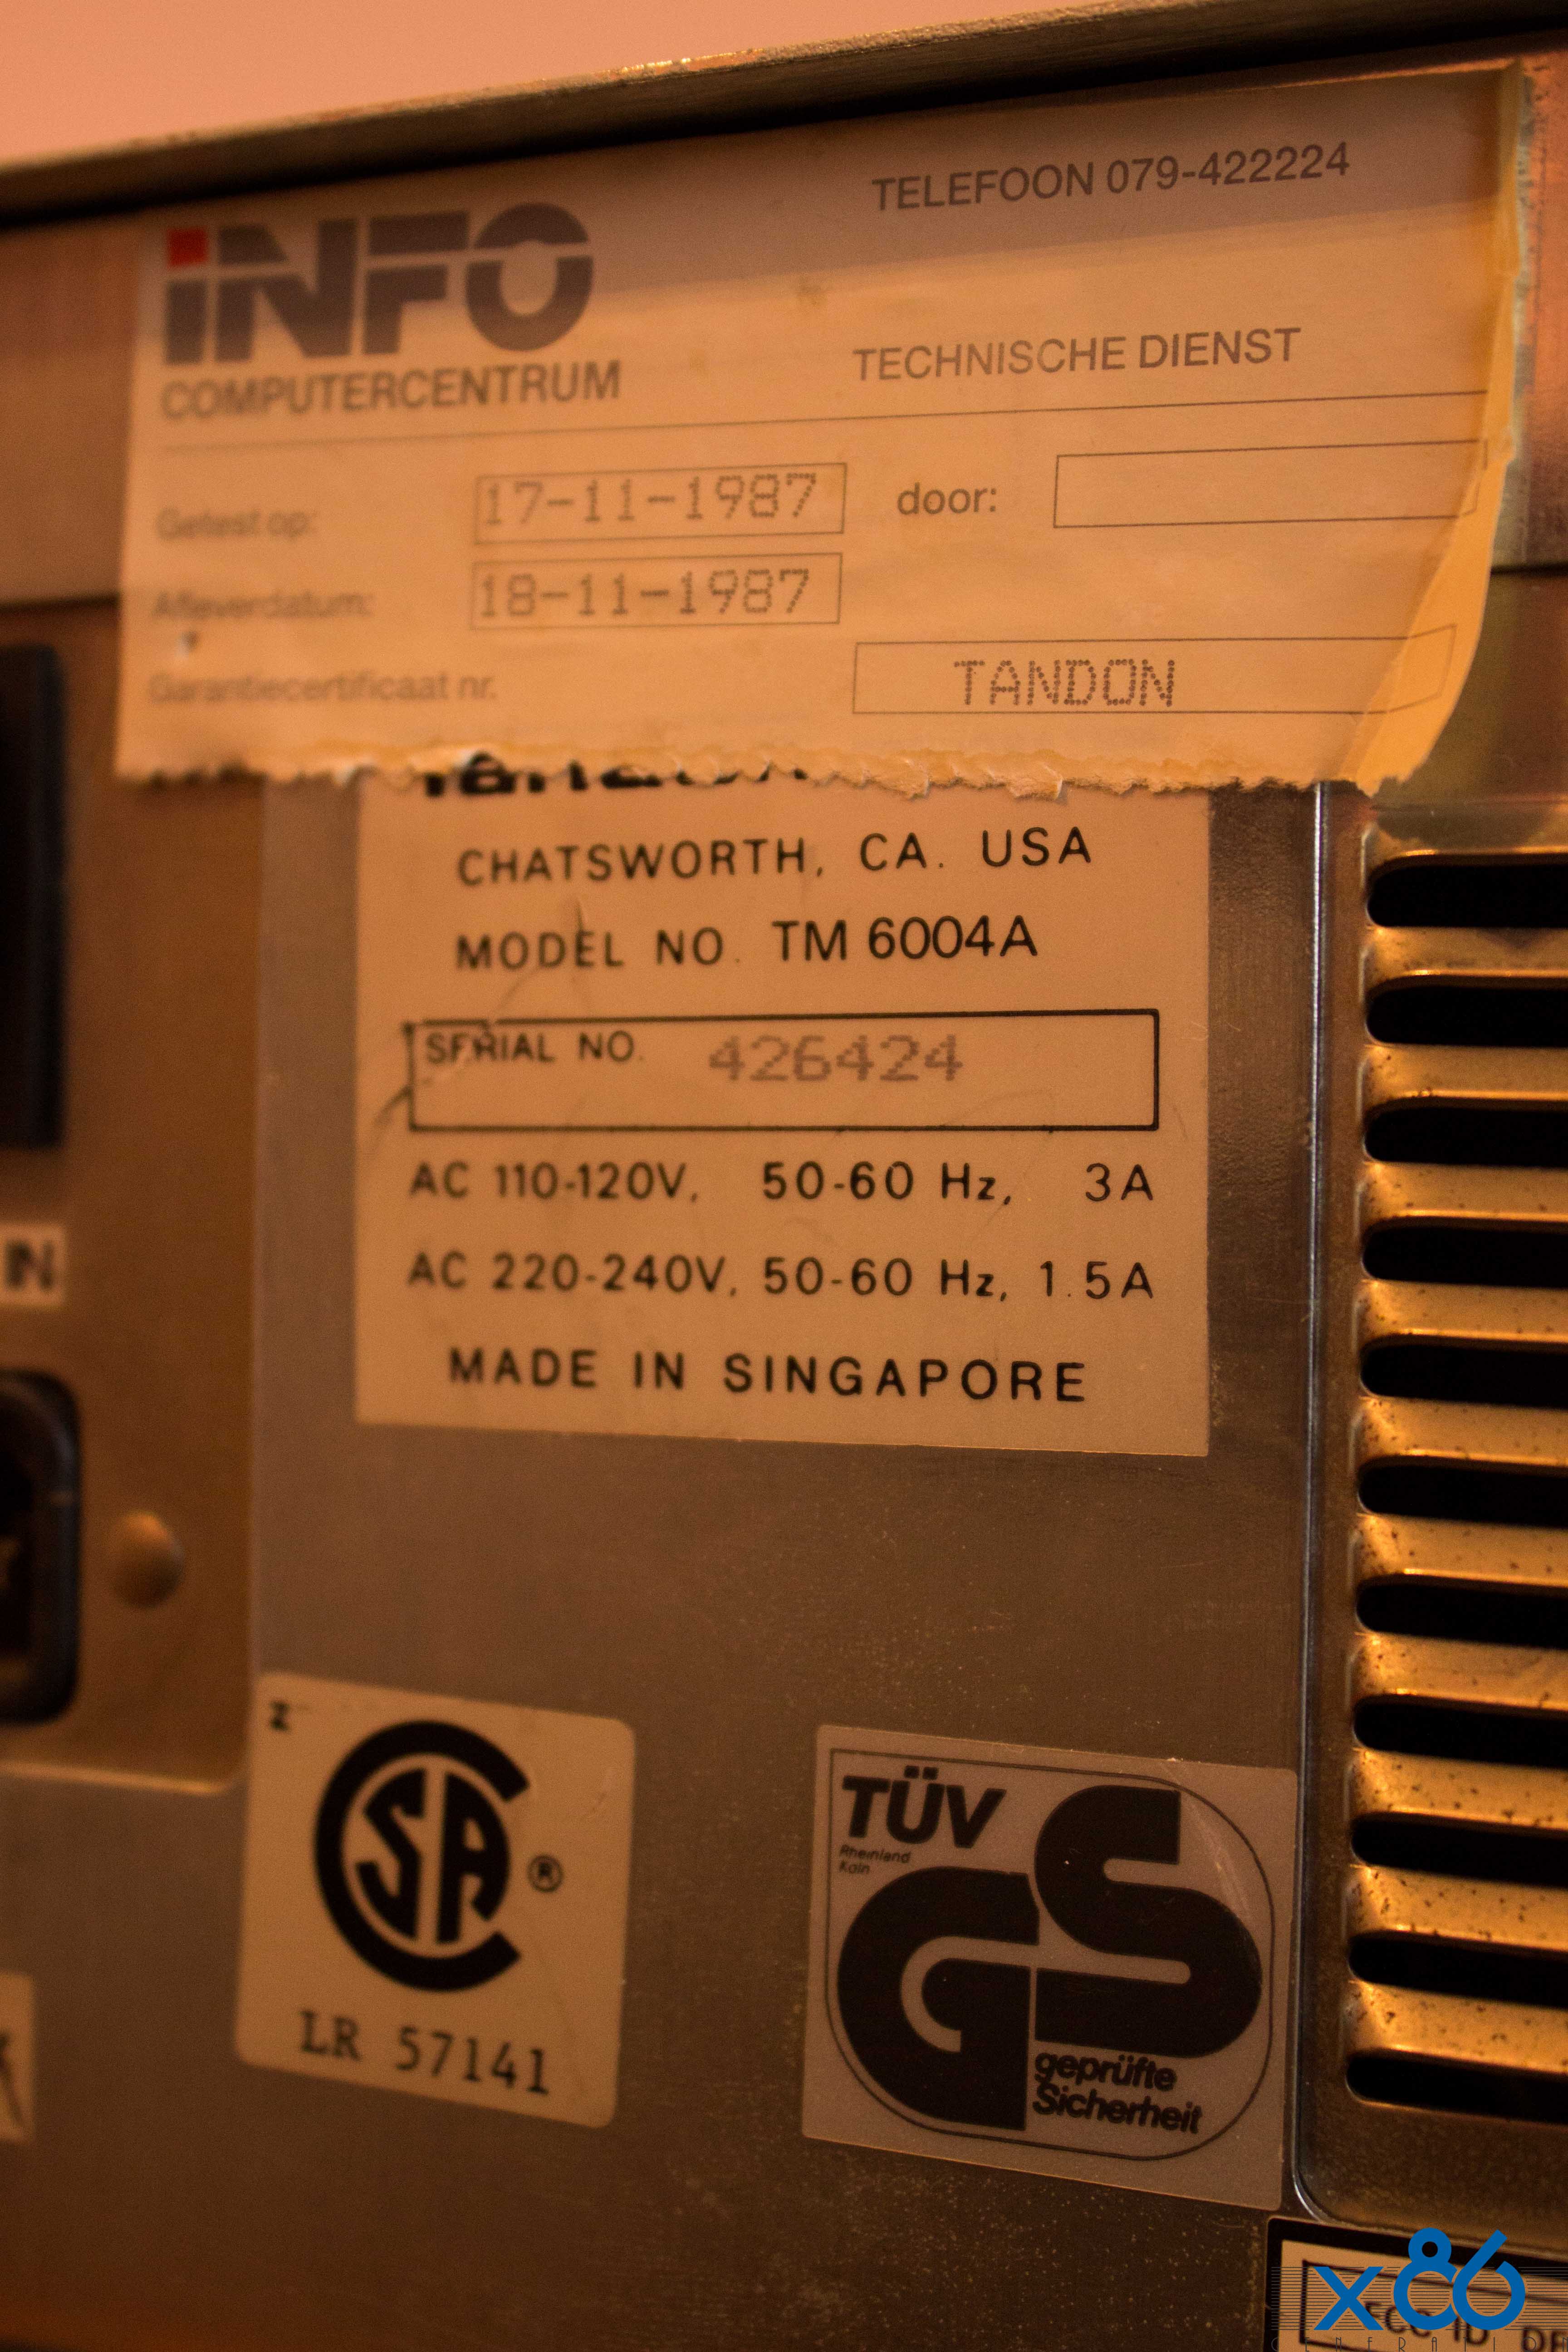 TELEFOON 079-422224
iNFO
COMPUTERCENTRUM
TECHNISCHE DIENST
Getest op: 17-11-1987 door:
Afleverdatum: 18-11-1987
Garantiecertificaat nr. TANDON
CHATSWORTH, CA. USA
MODEL NO. TM 6004A
SERIAL NO. 426424
AC 110-120V, 50-60 Hz, 3A
AC 220-240V, 50-60 Hz, 1.5A
IN
MADE IN SINGAPORE
Z
CSA ®
LR 57141
TÜV
Rheinland
Köln
GS
geprüfte
Sicherheit
x86